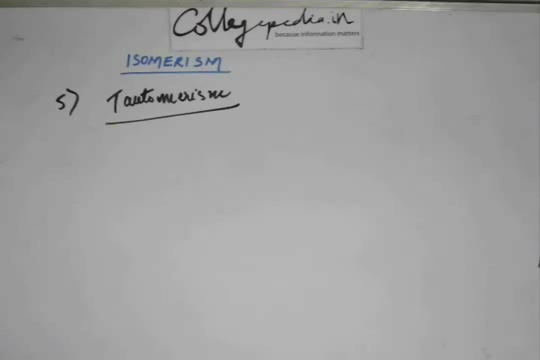 Collegepedia.in
because information matters
ISOMERISM
5) Tautomerism